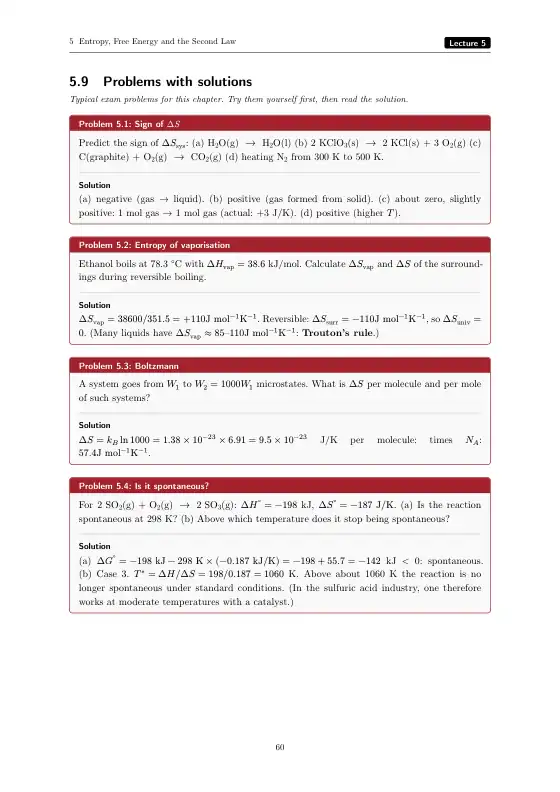 5 Entropy, Free Energy and the Second Law
Lecture 5
5.9 Problems with solutions
Typical exam problems for this chapter. Try them yourself first, then read the solution.
Problem 5.1: Sign of ΔS
Predict the sign of ΔS_sys: (a) H₂O(g) → H₂O(l) (b) 2 KClO₃(s) → 2 KCl(s) + 3 O₂(g) (c)
C(graphite) + O₂(g) → CO₂(g) (d) heating N₂ from 300 K to 500 K.
Solution
(a) negative (gas → liquid). (b) positive (gas formed from solid). (c) about zero, slightly
positive: 1 mol gas → 1 mol gas (actual: +3 J/K). (d) positive (higher T).
Problem 5.2: Entropy of vaporisation
Ethanol boils at 78.3 °C with ΔH_vap = 38.6 kJ/mol. Calculate ΔS_vap and ΔS of the surround-
ings during reversible boiling.
Solution
ΔS_vap = 38600/351.5 = +110J mol⁻¹K⁻¹. Reversible: ΔS_surr = −110J mol⁻¹K⁻¹, so ΔS_univ =
0. (Many liquids have ΔS_vap ≈ 85–110J mol⁻¹K⁻¹: Trouton's rule.)
Problem 5.3: Boltzmann
A system goes from W₁ to W₂ = 1000W₁ microstates. What is ΔS per molecule and per mole
of such systems?
Solution
ΔS = k_B ln 1000 = 1.38 × 10⁻²³ × 6.91 = 9.5 × 10⁻²³ J/K per molecule; times N_A:
57.4J mol⁻¹K⁻¹.
Problem 5.4: Is it spontaneous?
For 2 SO₂(g) + O₂(g) → 2 SO₃(g): ΔH° = −198 kJ, ΔS° = −187 J/K. (a) Is the reaction
spontaneous at 298 K? (b) Above which temperature does it stop being spontaneous?
Solution
(a) ΔG° = −198 kJ − 298 K × (−0.187 kJ/K) = −198 + 55.7 = −142 kJ < 0: spontaneous.
(b) Case 3. T* = ΔH/ΔS = 198/0.187 = 1060 K. Above about 1060 K the reaction is no
longer spontaneous under standard conditions. (In the sulfuric acid industry, one therefore
works at moderate temperatures with a catalyst.)
60